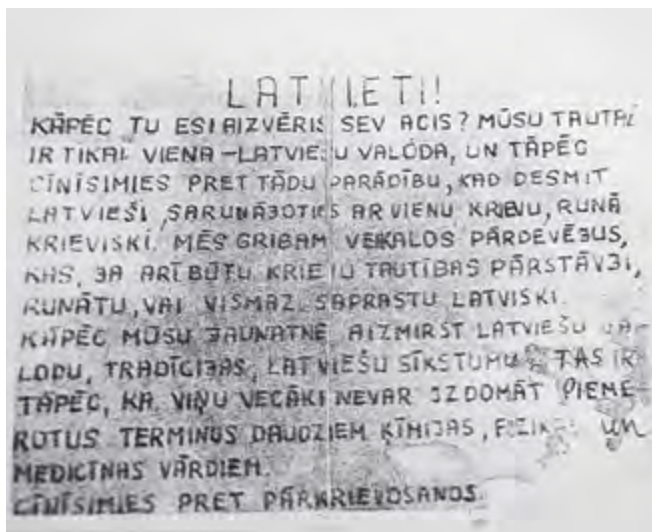 LATVIETI!
KĀPĒC TU ESI AIZVĒRIS SEV ACIS? MŪSU TAUTAI
IR TIKAI VIENA – LATVIEŠU VALODA, UN TĀPĒC
CĪNĪSIMIES PRET TĀDU PARĀDĪBU, KAD DESMIT
LATVIEŠI, SARUNĀJOTIES AR VIENU KRIEVU, RUNĀ
KRIEVISKI. MĒS GRIBAM VEIKALOS PĀRDEVĒJUS,
KAS, JA ARĪ BŪTU KRIEVU TAUTĪBAS PĀRSTĀVJI,
RUNĀTU, VAI VISMAZ SAPRASTU LATVISKI.
KĀPĒC MŪSU JAUNATNE AIZMIRST LATVIEŠU VA-
LODU, TRADĪCIJAS, LATVIEŠU SĪKSTUMU? TAS IR
TĀPĒC, KA VIŅU VECĀKI NEVAR IZDOMĀT PIEMĒ-
ROTUS TERMINUS DAUDZIEM ĶĪMIJAS, FIZIKAS UN
MEDICĪNAS VĀRDIEM.
CĪNĪSIMIES PRET PĀRKRIEVOŠANOS.